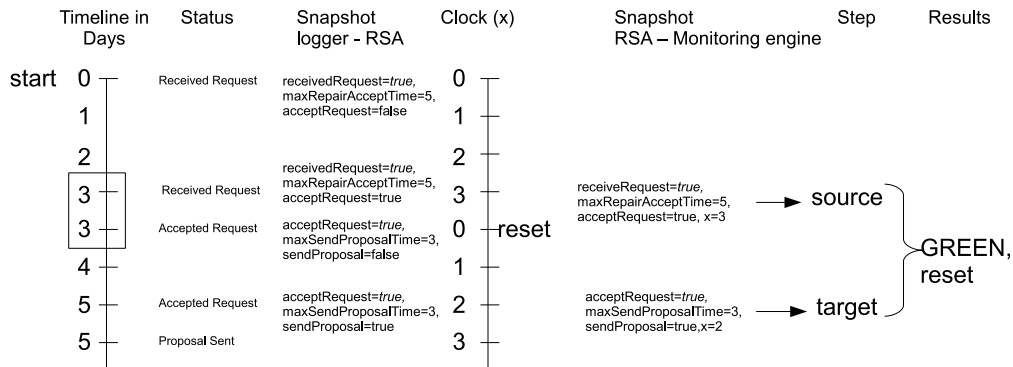 Timeline in Days
Status
Snapshot
logger - RSA
Clock (x)
Snapshot
RSA – Monitoring engine
Step
Results
start
0
Received Request
receivedRequest=true,
maxRepairAcceptTime=5,
acceptRequest=false
0
1
1
2
2
3
Received Request
receivedRequest=true,
maxRepairAcceptTime=5,
acceptRequest=true
3
receiveRequest=true,
maxRepairAcceptTime=5,
acceptRequest=true, x=3
source
3
Accepted Request
acceptRequest=true,
maxSendProposalTime=3,
sendProposal=false
0
reset
GREEN,
reset
4
1
5
Accepted Request
acceptRequest=true,
maxSendProposalTime=3,
sendProposal=true
2
acceptRequest=true,
maxSendProposalTime=3,
sendProposal=true,x=2
target
5
Proposal Sent
3